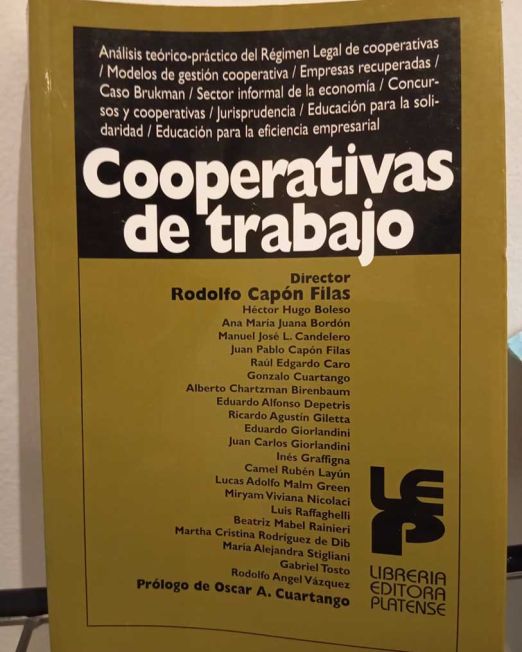 Análisis teórico-práctico del Régimen Legal de cooperativas
/ Modelos de gestión cooperativa / Empresas recuperadas /
Caso Brukman / Sector informal de la economía / Concur-
sos y cooperativas / Jurisprudencia / Educación para la soli-
daridad / Educación para la eficiencia empresarial
Cooperativas
de trabajo
Director
Rodolfo Capón Filas
Héctor Hugo Boleso
Ana María Juana Bordón
Manuel José L. Candelero
Juan Pablo Capón Filas
Raúl Edgardo Caro
Gonzalo Cuartango
Alberto Chartzman Birenbaum
Eduardo Alfonso Depetris
Ricardo Agustín Giletta
Eduardo Giorlandini
Juan Carlos Giorlandini
Inés Graffigna
Camel Rubén Layún
Lucas Adolfo Malm Green
Miryam Viviana Nicolaci
Luis Raffaghelli
Beatriz Mabel Rainieri
Martha Cristina Rodríguez de Dib
María Alejandra Stigliani
Gabriel Tosto
Rodolfo Angel Vázquez
Prólogo de Oscar A. Cuartango
LEP
LIBRERIA
EDITORA
PLATENSE